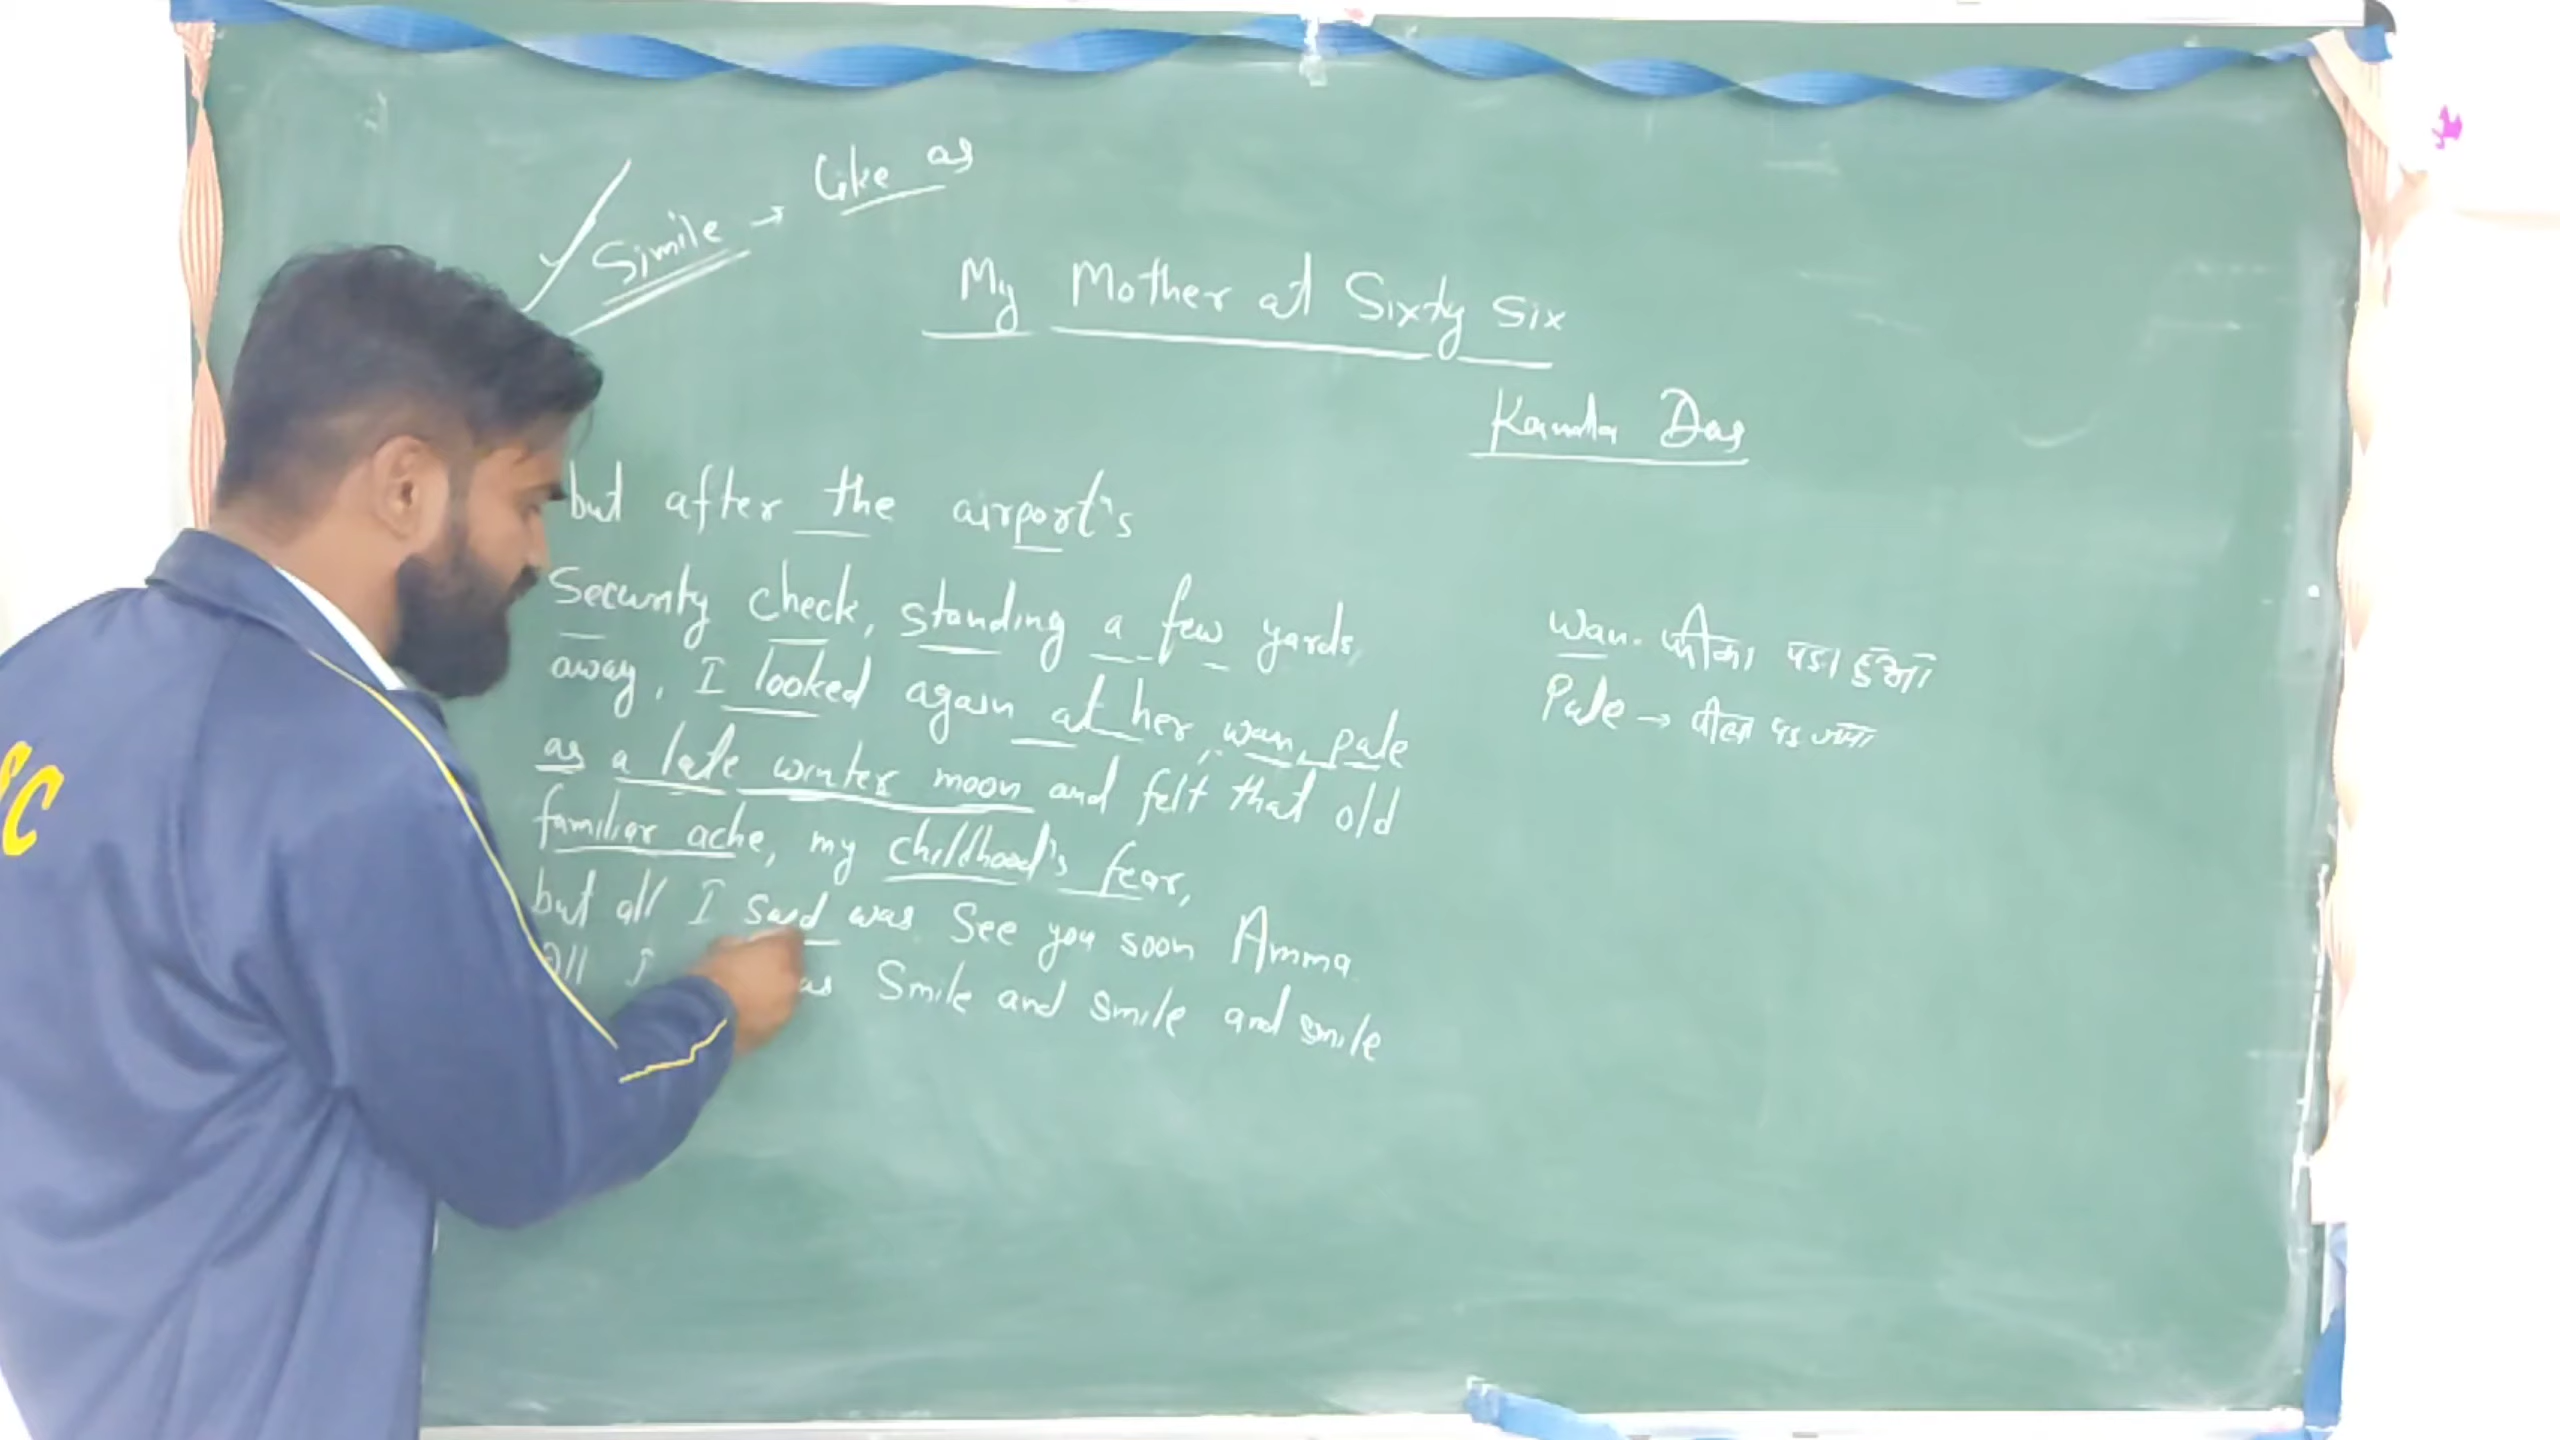 Simile → Like as
My Mother at Sixty Six
Kamla Das
but after the airport's
Security check, standing a few yards
away, I looked again at her, wan, pale
as a late winter moon and felt that old
familiar ache, my childhood's fear,
but all I said was See you soon Amma
All I as Smile and smile and smile
wan. फीका पड़ा हुआ
Pale → पीला पड़
SC